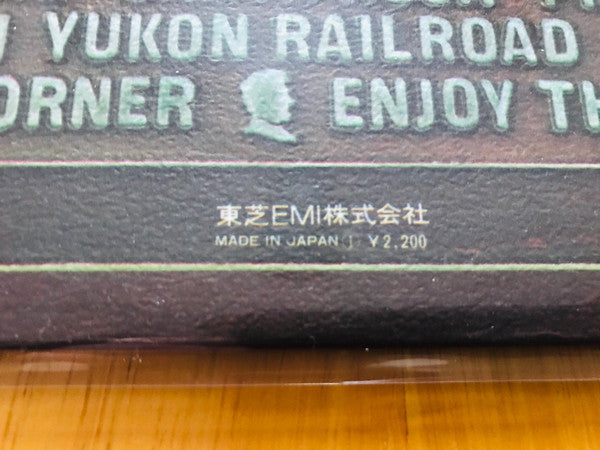 YUKON RAILROAD
ORNER ENJOY TH
東芝EMI株式会社
MADE IN JAPAN Ⓙ ¥2,200